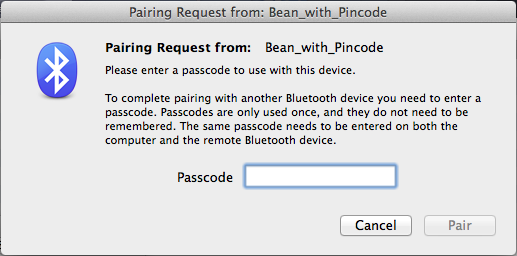 Pairing Request from: Bean_with_Pincode
Pairing Request from: Bean_with_Pincode
Please enter a passcode to use with this device.
To complete pairing with another Bluetooth device you need to enter a
passcode. Passcodes are only used once, and they do not need to be
remembered. The same passcode needs to be entered on both the
computer and the remote Bluetooth device.
Passcode
Cancel Pair